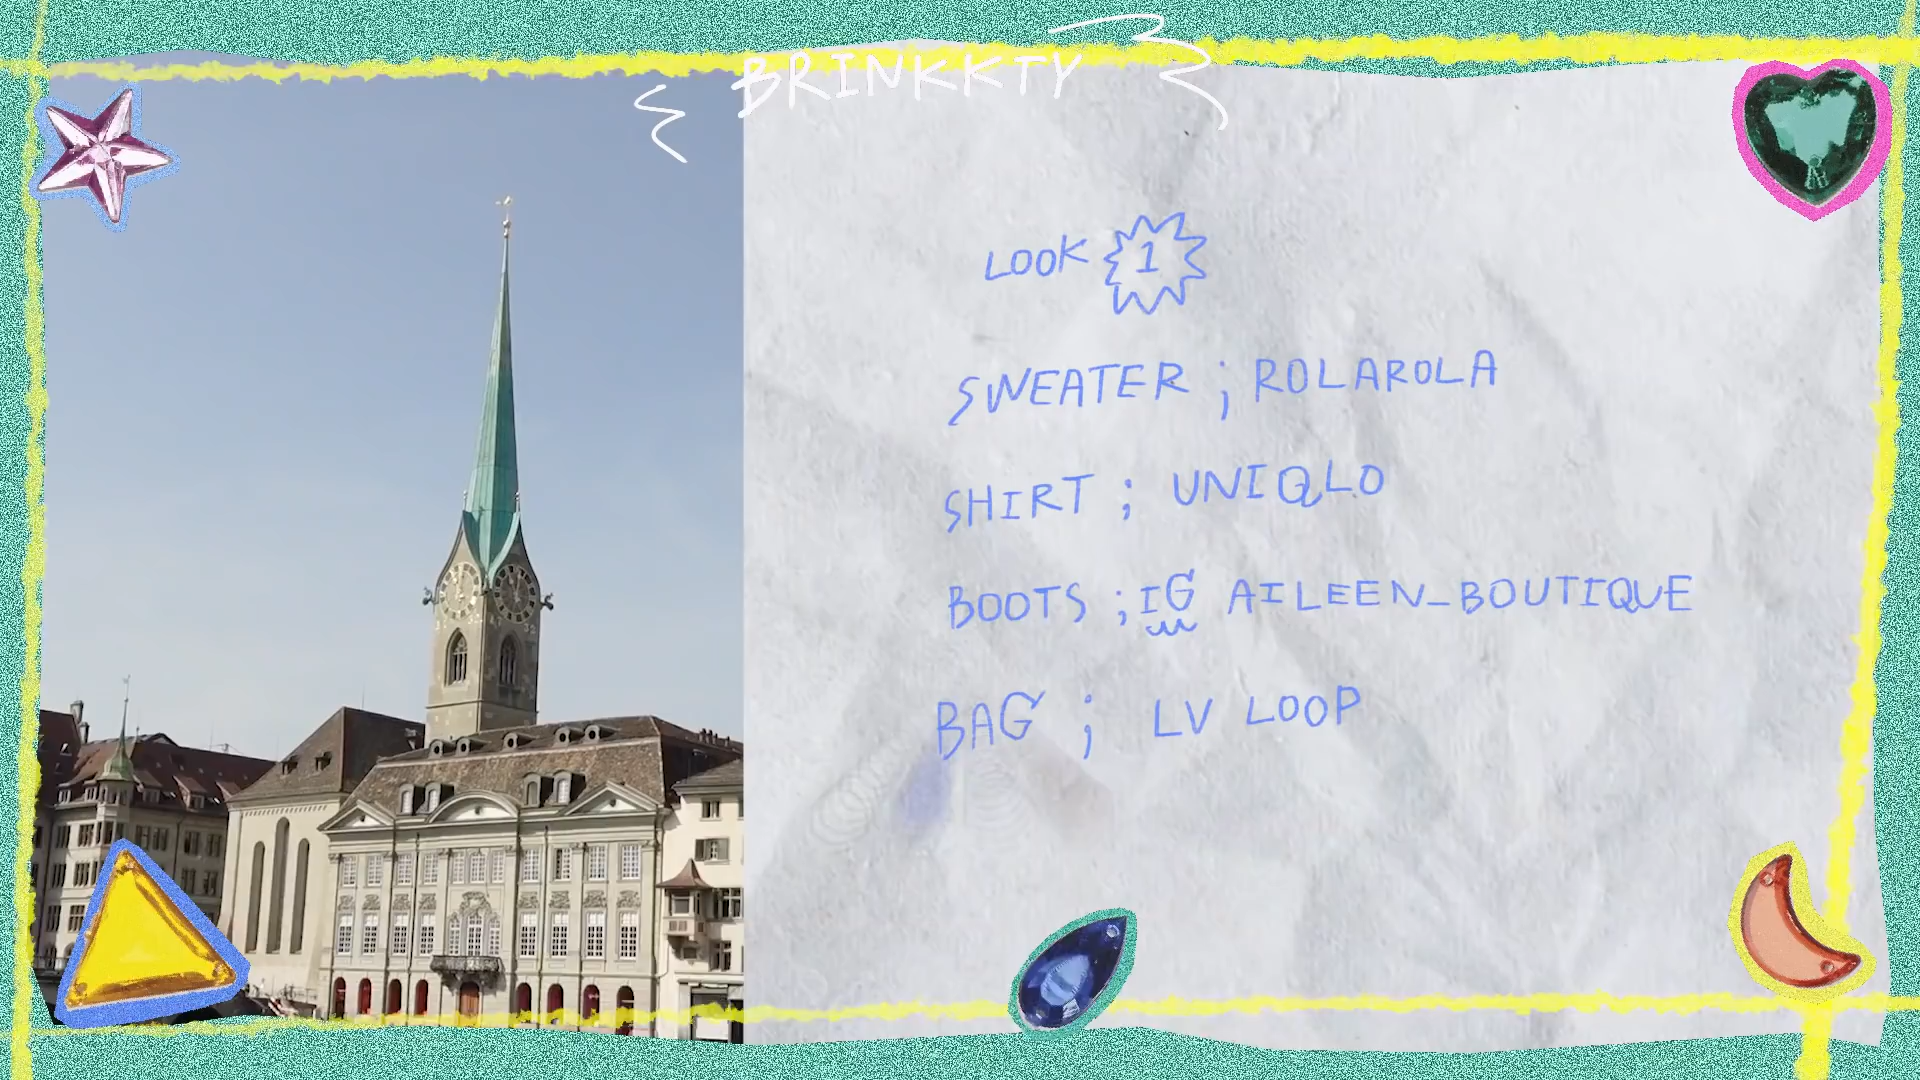 BRINKKTY
LOOK 1
SWEATER ; ROLAROLA
SHIRT ; UNIQLO
BOOTS ; IG AILEEN_BOUTIQUE
BAG ; LV LOOP